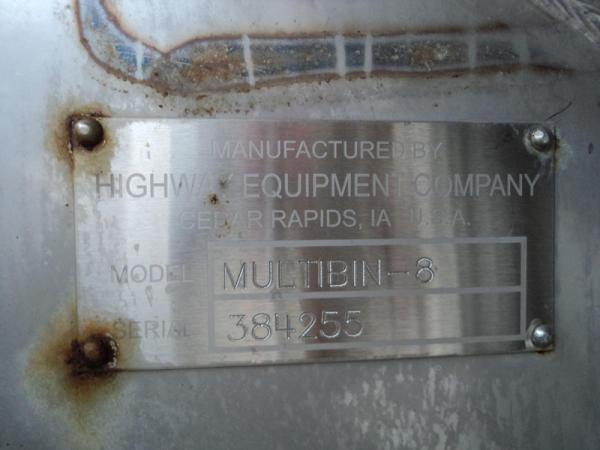 MANUFACTURED BY
HIGHWAY EQUIPMENT COMPANY
CEDAR RAPIDS, IA U.S.A.
MODEL MULTIBIN-8
SERIAL 384255